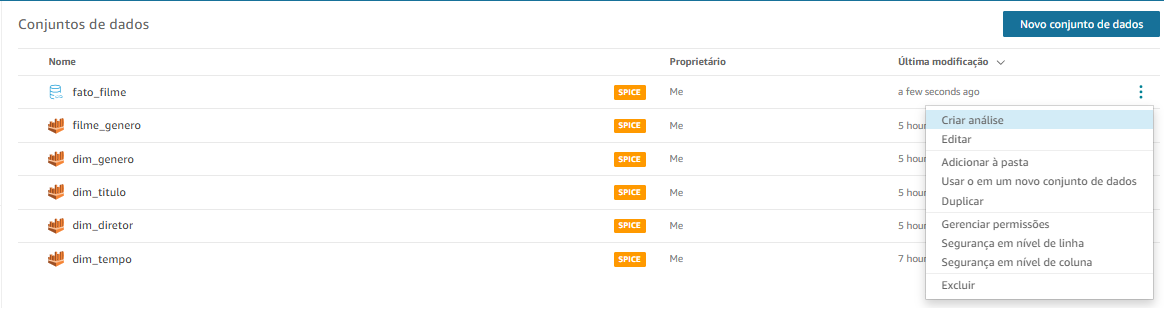 Conjuntos de dados
Novo conjunto de dados
Nome Proprietário Última modificação
fato_filme SPICE Me a few seconds ago
filme_genero SPICE Me 5 hour
dim_genero SPICE Me 5 hour
dim_titulo SPICE Me 5 hour
dim_diretor SPICE Me 5 hour
dim_tempo SPICE Me 7 hour
Criar análise
Editar
Adicionar à pasta
Usar o em um novo conjunto de dados
Duplicar
Gerenciar permissões
Segurança em nível de linha
Segurança em nível de coluna
Excluir